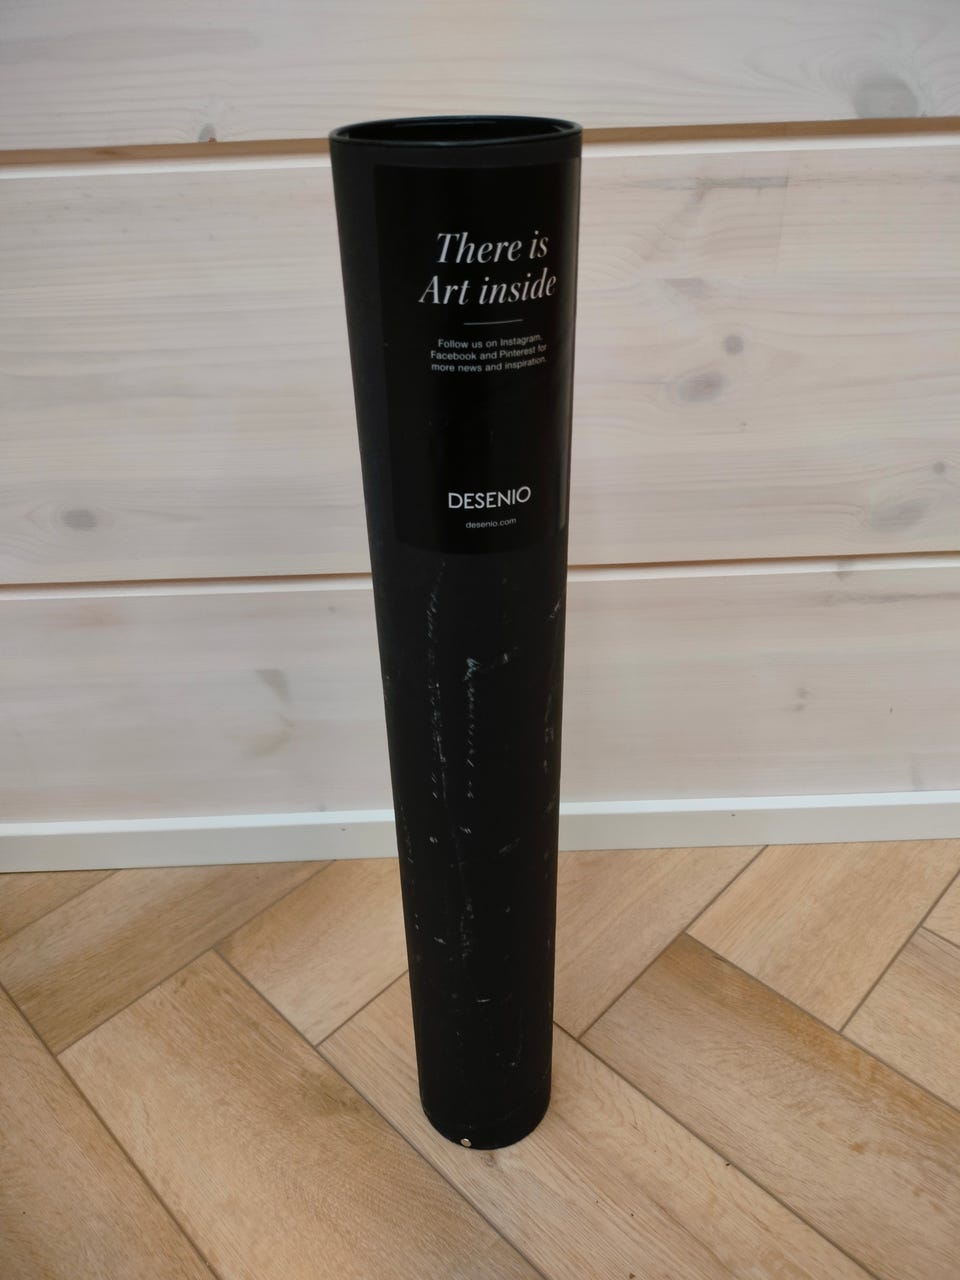 There is
Art inside
Follow us on Instagram,
Facebook and Pinterest for
more news and inspiration.
DESENIO
desenio.com